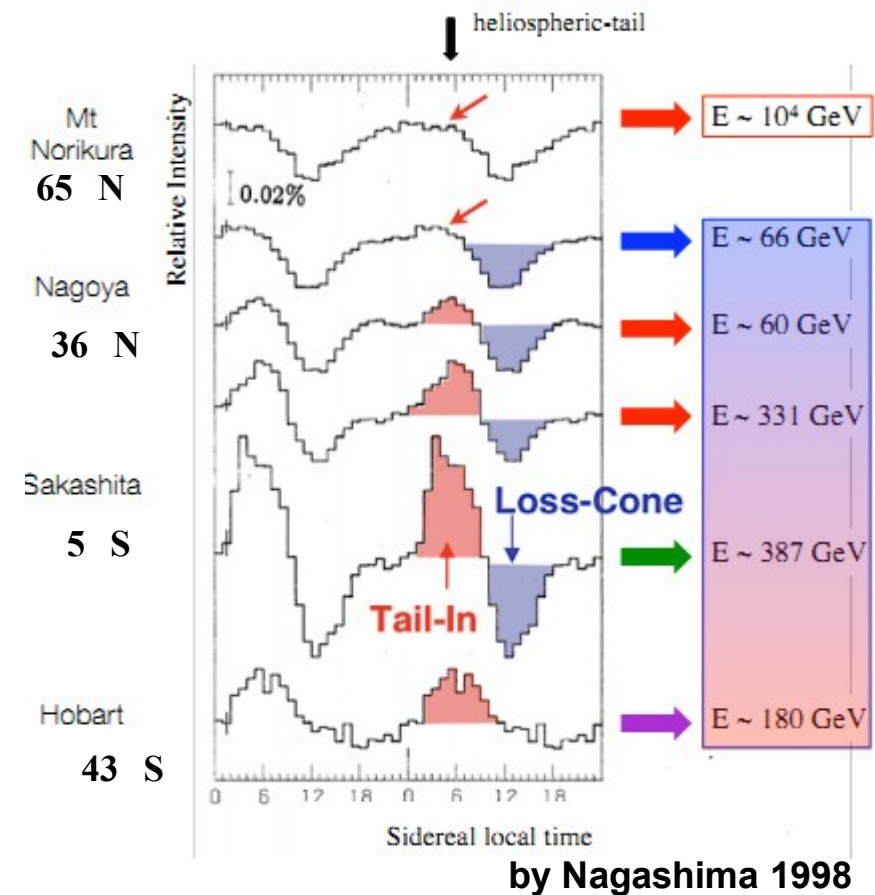 heliospheric-tail
Relative Intensity
Mt
Norikura
65 N
0.02%
E ~ 10⁴ GeV
E ~ 66 GeV
Nagoya
36 N
E ~ 60 GeV
E ~ 331 GeV
Sakashita
5 S
Loss-Cone
E ~ 387 GeV
Tail-In
Hobart
43 S
E ~ 180 GeV
0 6 12 18 0 6 12 18
Sidereal local time
by Nagashima 1998